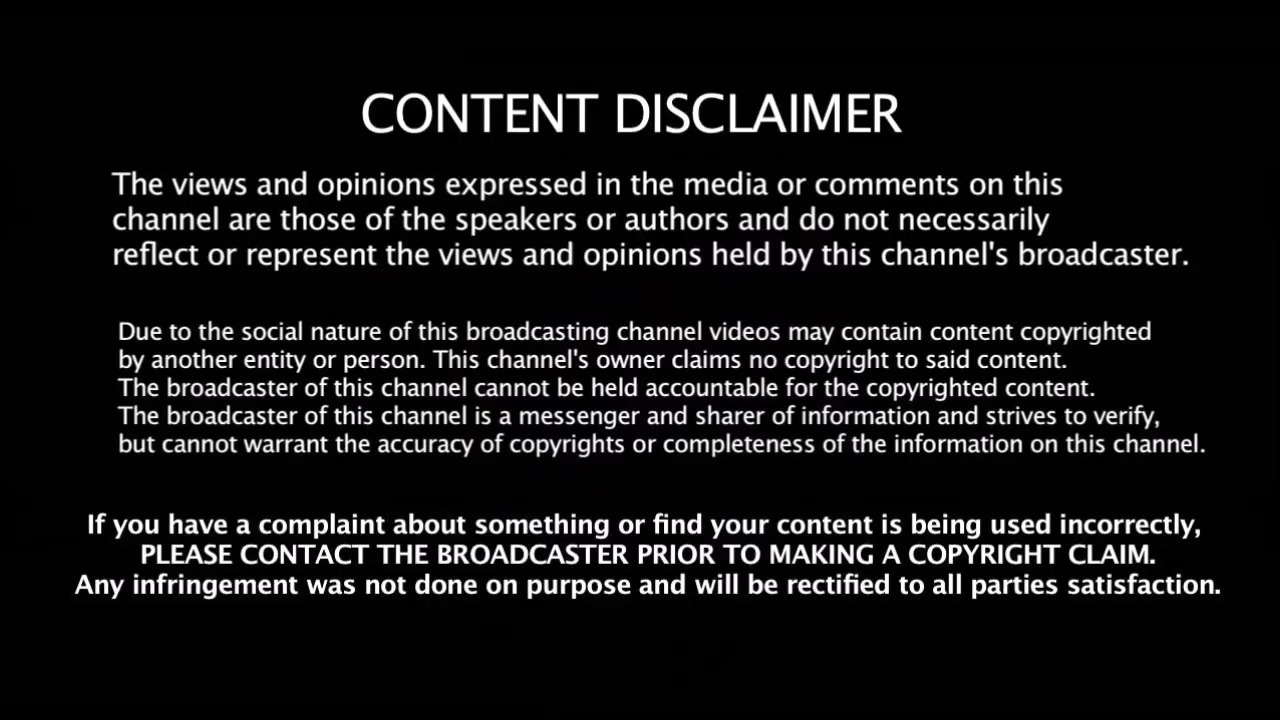 CONTENT DISCLAIMER
The views and opinions expressed in the media or comments on this
channel are those of the speakers or authors and do not necessarily
reflect or represent the views and opinions held by this channel's broadcaster.
Due to the social nature of this broadcasting channel videos may contain content copyrighted
by another entity or person. This channel's owner claims no copyright to said content.
The broadcaster of this channel cannot be held accountable for the copyrighted content.
The broadcaster of this channel is a messenger and sharer of information and strives to verify,
but cannot warrant the accuracy of copyrights or completeness of the information on this channel.
If you have a complaint about something or find your content is being used incorrectly,
PLEASE CONTACT THE BROADCASTER PRIOR TO MAKING A COPYRIGHT CLAIM.
Any infringement was not done on purpose and will be rectified to all parties satisfaction.